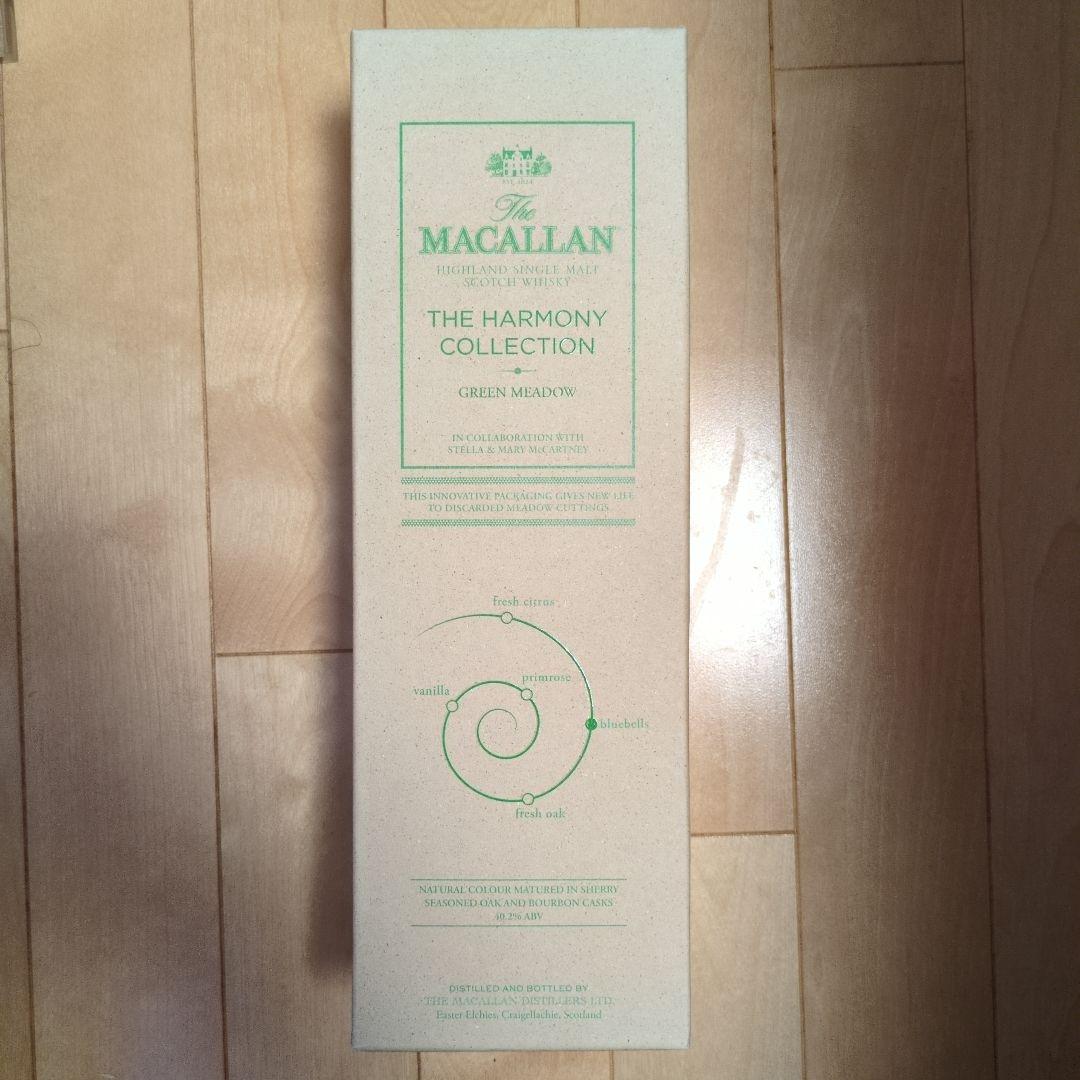 EST. 1824
The
MACALLAN
HIGHLAND SINGLE MALT
SCOTCH WHISKY
THE HARMONY
COLLECTION
GREEN MEADOW
IN COLLABORATION WITH
STELLA & MARY McCARTNEY
THIS INNOVATIVE PACKAGING GIVES NEW LIFE
TO DISCARDED MEADOW CUTTINGS
fresh citrus
primrose
vanilla
bluebells
fresh oak
NATURAL COLOUR MATURED IN SHERRY
SEASONED OAK AND BOURBON CASKS
40.2% ABV
DISTILLED AND BOTTLED BY
THE MACALLAN DISTILLERS LTD.
Easter Elchies, Craigellachie, Scotland